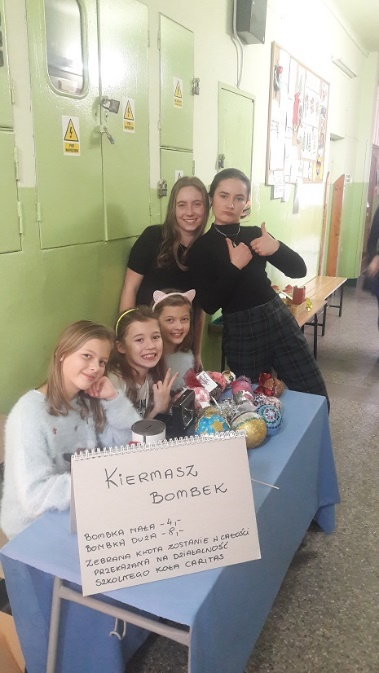 KIERMASZ
BOMBEK
BOMBKA MAŁA - 4,-
BOMBKA DUŻA - 8,-
ZEBRANA KWOTA ZOSTANIE W CAŁOŚCI
PRZEKAZANA NA DZIAŁALNOŚĆ
SZKOLNEGO KOŁA CARITAS